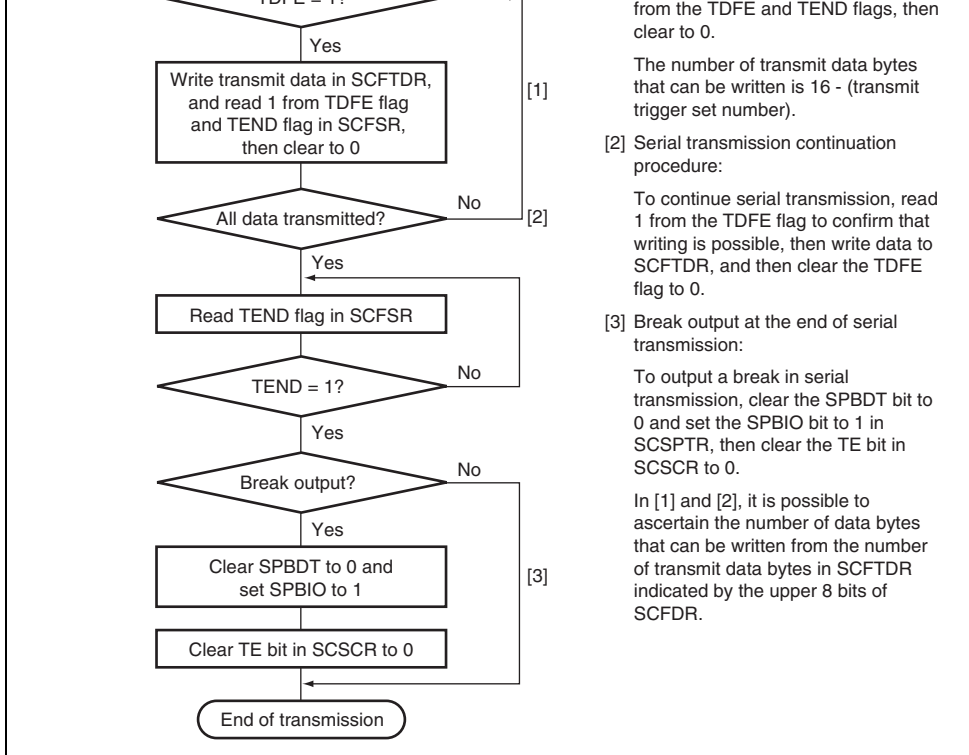 TDFE = 1?
Yes
Write transmit data in SCFTDR,
and read 1 from TDFE flag
and TEND flag in SCFSR,
then clear to 0
[1]
All data transmitted?
No
[2]
Yes
Read TEND flag in SCFSR
TEND = 1?
No
Yes
Break output?
No
Yes
Clear SPBDT to 0 and
set SPBIO to 1
[3]
Clear TE bit in SCSCR to 0
End of transmission
from the TDFE and TEND flags, then
clear to 0.
The number of transmit data bytes
that can be written is 16 - (transmit
trigger set number).
[2] Serial transmission continuation
procedure:
To continue serial transmission, read
1 from the TDFE flag to confirm that
writing is possible, then write data to
SCFTDR, and then clear the TDFE
flag to 0.
[3] Break output at the end of serial
transmission:
To output a break in serial
transmission, clear the SPBDT bit to
0 and set the SPBIO bit to 1 in
SCSPTR, then clear the TE bit in
SCSCR to 0.
In [1] and [2], it is possible to
ascertain the number of data bytes
that can be written from the number
of transmit data bytes in SCFTDR
indicated by the upper 8 bits of
SCFDR.